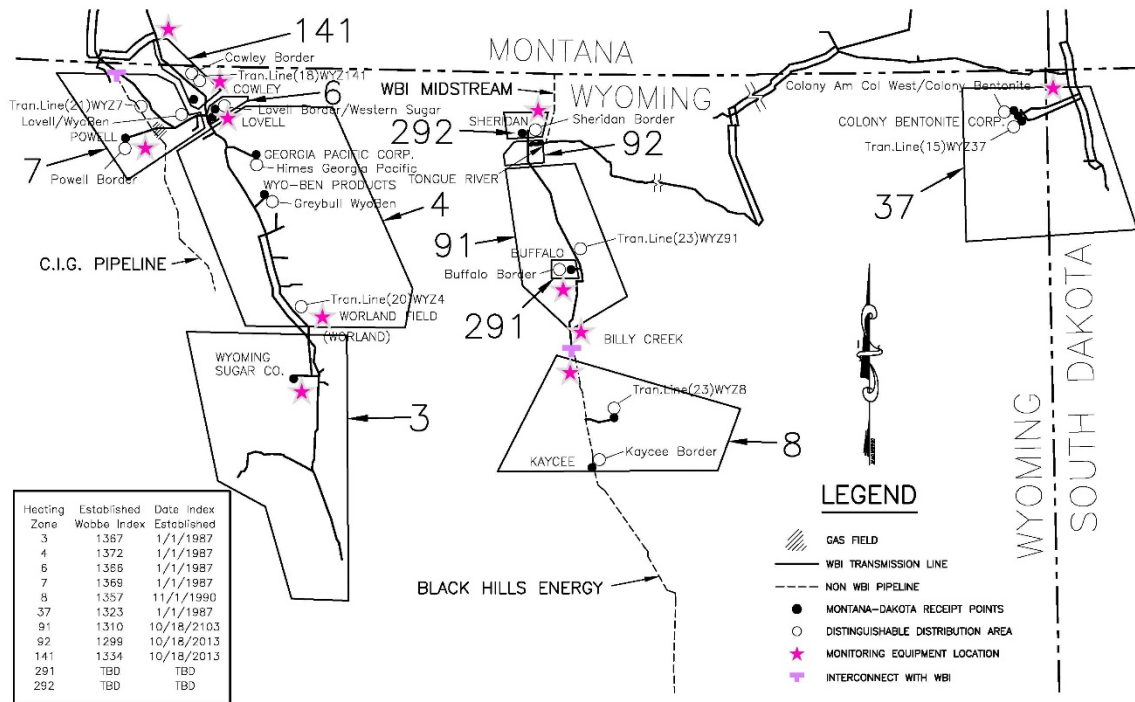 MONTANA
WYOMING
141
Cowley Border
Tran.Line(18)WYZ141
COWLEY
6
Tran.Line(21)WYZ7
Lovell Border/Western Sugar
Lovell/WyoBen
LOVELL
POWELL
7
Powell Border
GEORGIA PACIFIC CORP.
Himes Georgia Pacific
WYO-BEN PRODUCTS
Greybull WyoBen
4
C.I.G. PIPELINE
Tran.Line(20)WYZ4
WORLAND FIELD
(WORLAND)
WYOMING
SUGAR CO.
3
WBI MIDSTREAM
SHERIDAN
Sheridan Border
292
92
TONGUE RIVER
91
Tran.Line(23)WYZ91
BUFFALO
Buffalo Border
291
BILLY CREEK
Tran.Line(23)WYZ8
Kaycee Border
KAYCEE
8
BLACK HILLS ENERGY
Colony Am Col West/Colony Bentonite
COLONY BENTONITE CORP.
Tran.Line(15)WYZ37
37
WYOMING
SOUTH DAKOTA
Heating Established Date Index
Zone Wobbe Index Established
3 1367 1/1/1987
4 1372 1/1/1987
6 1366 1/1/1987
7 1369 1/1/1987
8 1357 11/1/1990
37 1323 1/1/1987
91 1310 10/18/2103
92 1299 10/18/2013
141 1334 10/18/2013
291 TBD TBD
292 TBD TBD
LEGEND
GAS FIELD
WBI TRANSMISSION LINE
NON WBI PIPELINE
MONTANA-DAKOTA RECEIPT POINTS
DISTINGUISHABLE DISTRIBUTION AREA
MONITORING EQUIPMENT LOCATION
INTERCONNECT WITH WBI